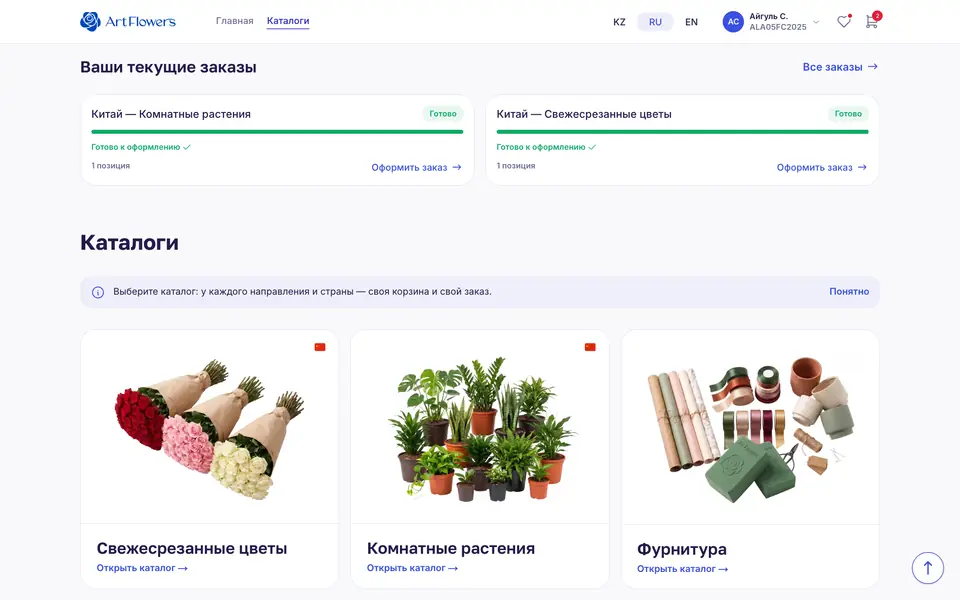 ArtFlowers
Главная
Каталоги
KZ
RU
EN
АС
Айгуль С.
ALA05FC2025
2
Ваши текущие заказы
Все заказы →
Китай — Комнатные растения
Готово
Готово к оформлению ✓
1 позиция
Оформить заказ →
Китай — Свежесрезанные цветы
Готово
Готово к оформлению ✓
1 позиция
Оформить заказ →
Каталоги
Выберите каталог: у каждого направления и страны — своя корзина и свой заказ.
Понятно
Свежесрезанные цветы
Открыть каталог →
Комнатные растения
Открыть каталог →
Фурнитура
Открыть каталог →